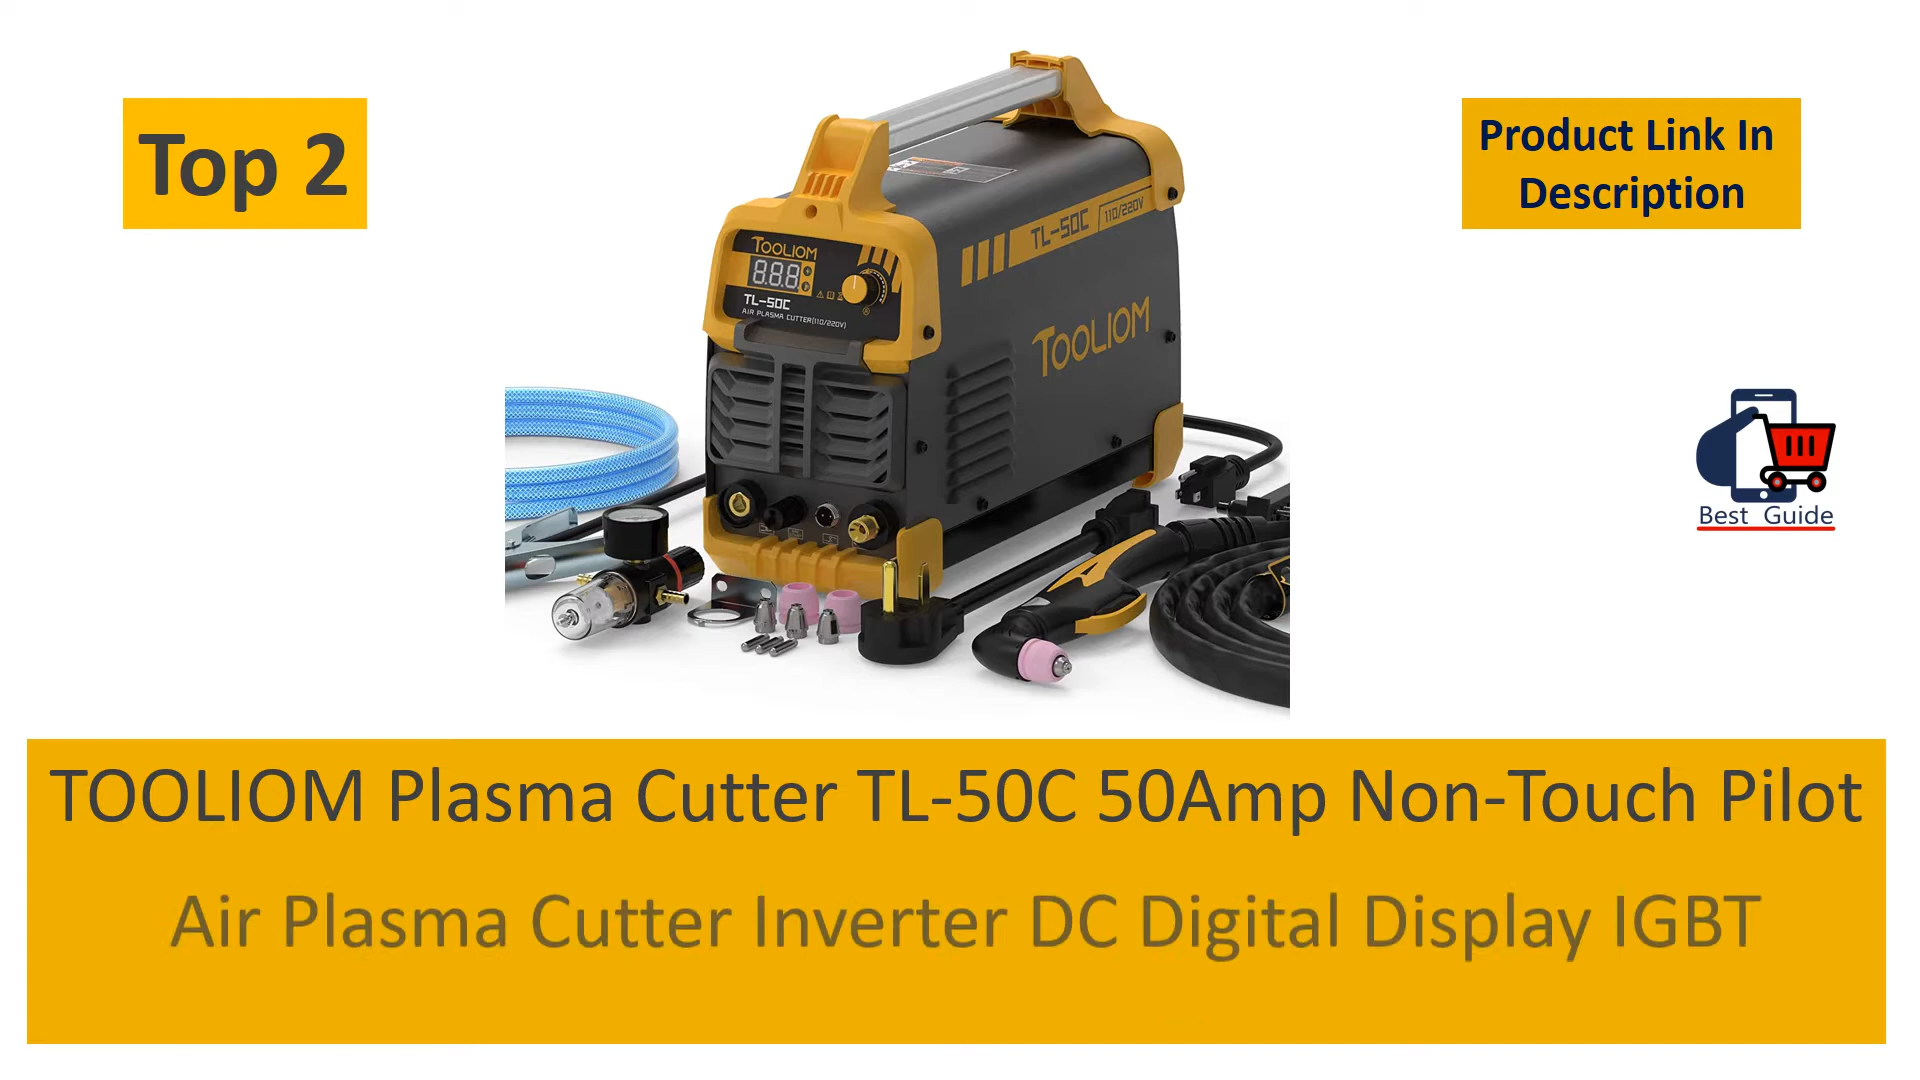 Top 2
Product Link In
Description
TL-50C 110/220V
TOOLIOM
8.8.8
TL-50C
AIR PLASMA CUTTER(110/220V)
TOOLIOM
Best Guide
TOOLIOM Plasma Cutter TL-50C 50Amp Non-Touch Pilot
Air Plasma Cutter Inverter DC Digital Display IGBT